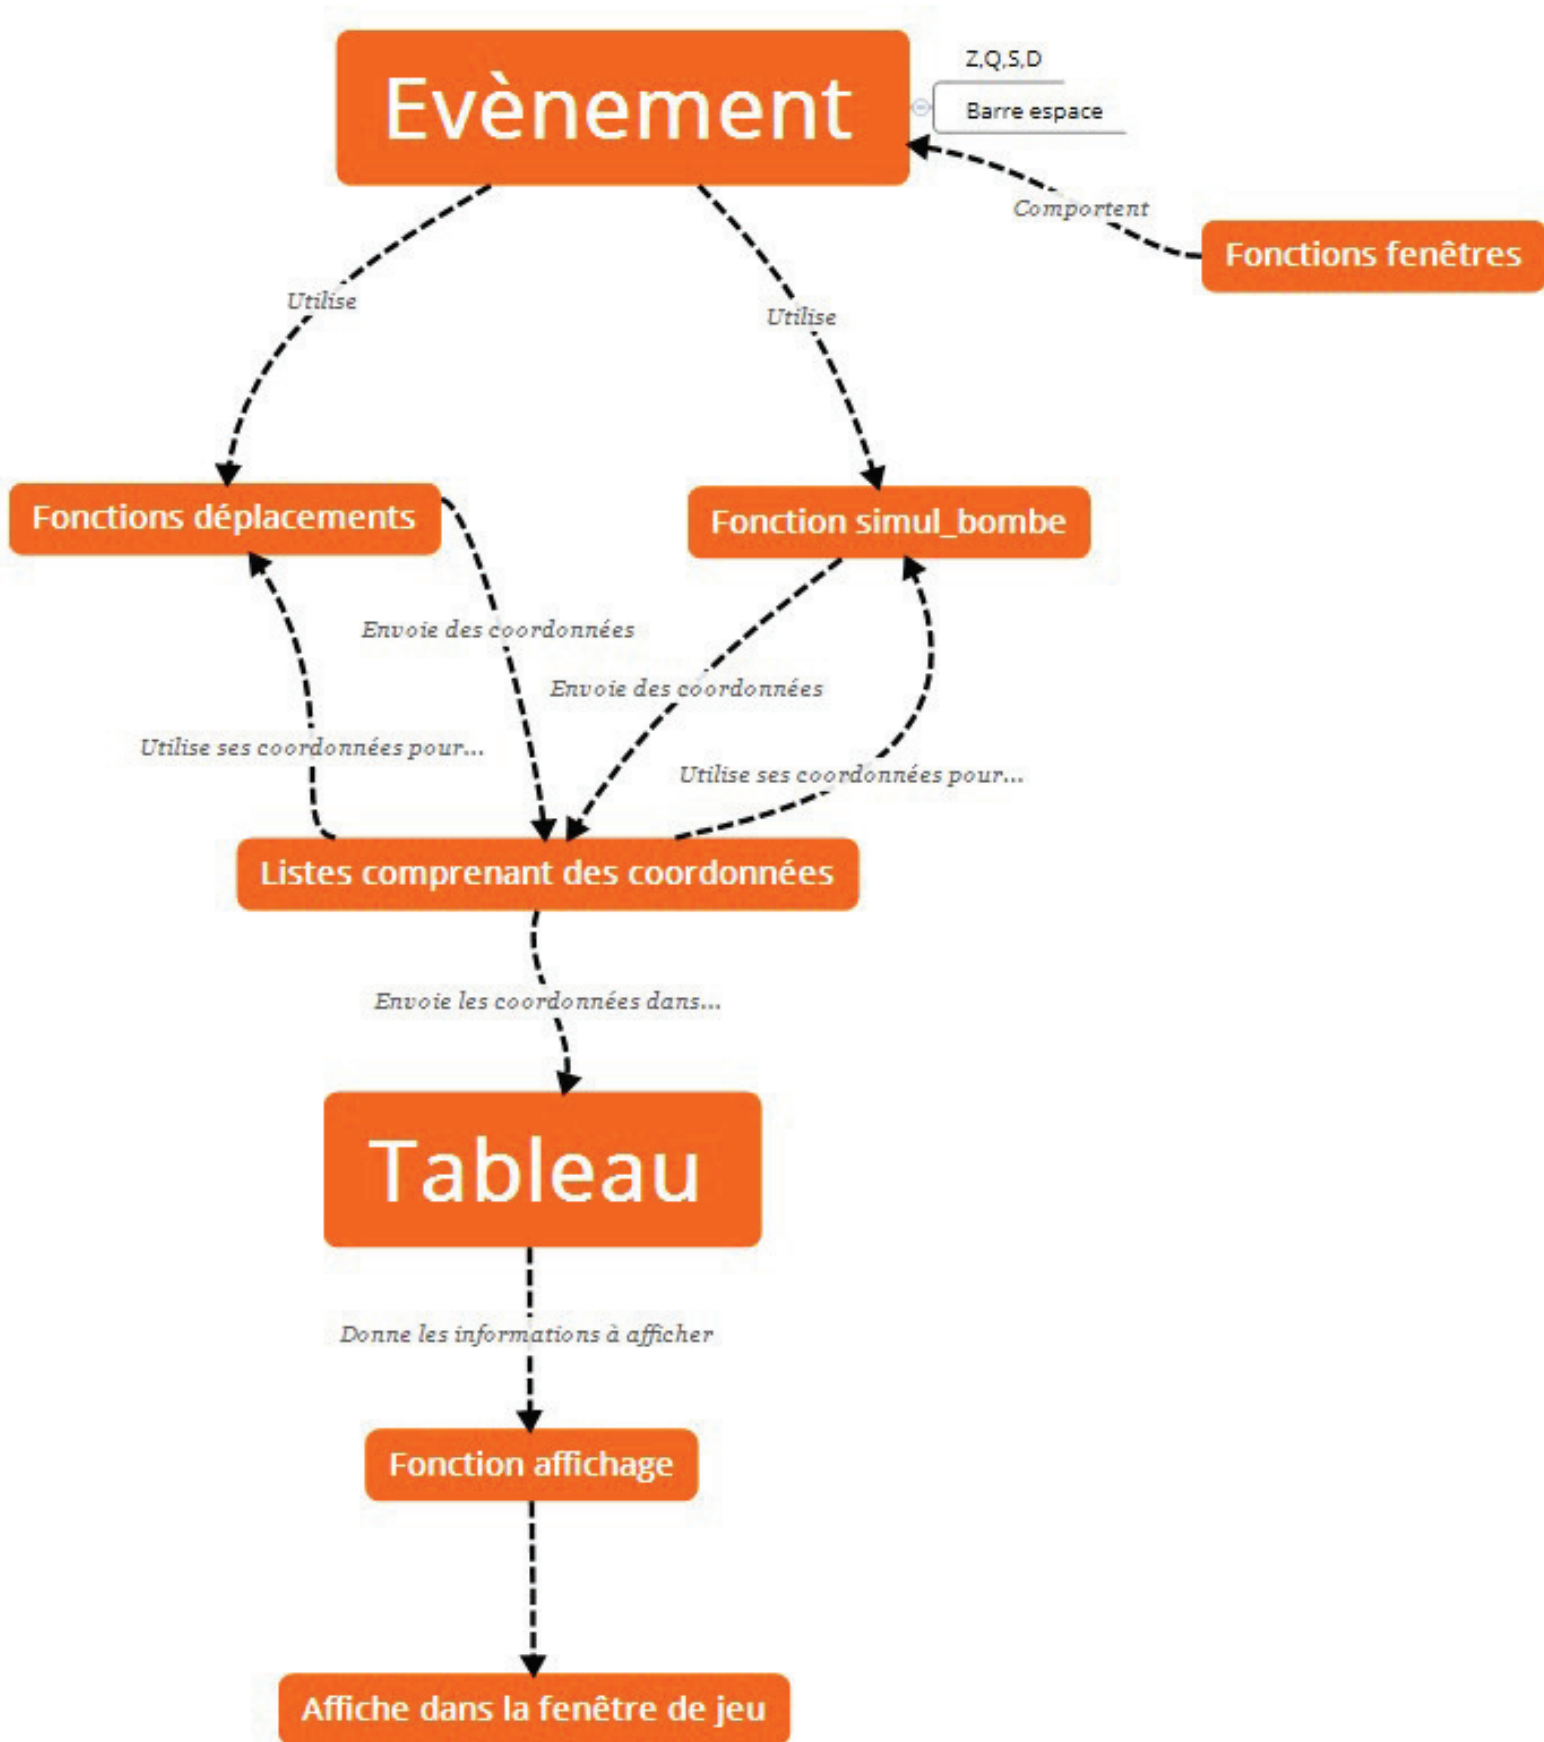 Evènement
Z,Q,S,D
Barre espace
Comportent
Fonctions fenêtres
Utilise
Utilise
Fonctions déplacements
Fonction simul_bombe
Envoie des coordonnées
Envoie des coordonnées
Utilise ses coordonnées pour...
Utilise ses coordonnées pour...
Listes comprenant des coordonnées
Envoie les coordonnées dans...
Tableau
Donne les informations à afficher
Fonction affichage
Affiche dans la fenêtre de jeu